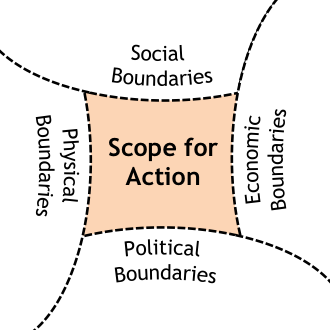 Social
Boundaries
Physical
Boundaries
Scope for
Action
Economic
Boundaries
Political
Boundaries